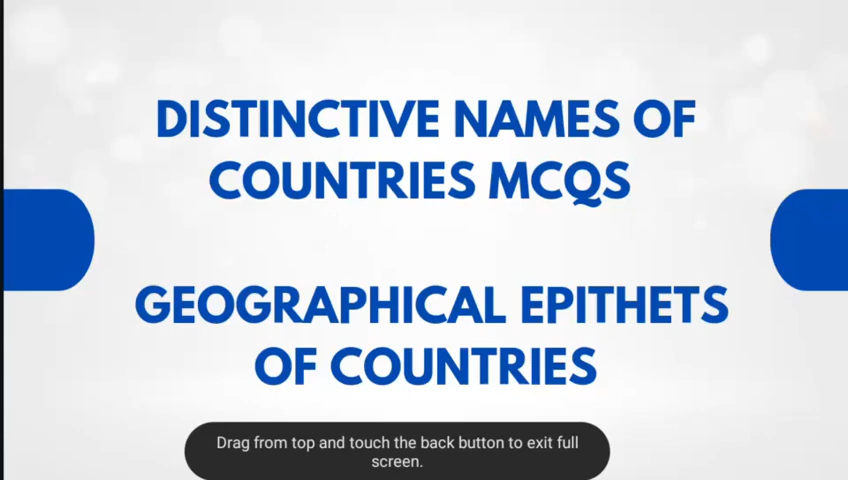 DISTINCTIVE NAMES OF
COUNTRIES MCQS
GEOGRAPHICAL EPITHETS
OF COUNTRIES
Drag from top and touch the back button to exit full
screen.